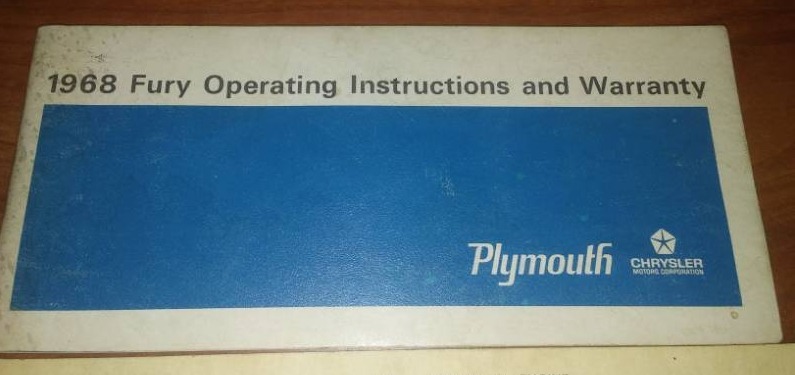 1968 Fury Operating Instructions and Warranty
Plymouth
CHRYSLER
MOTORS CORPORATION